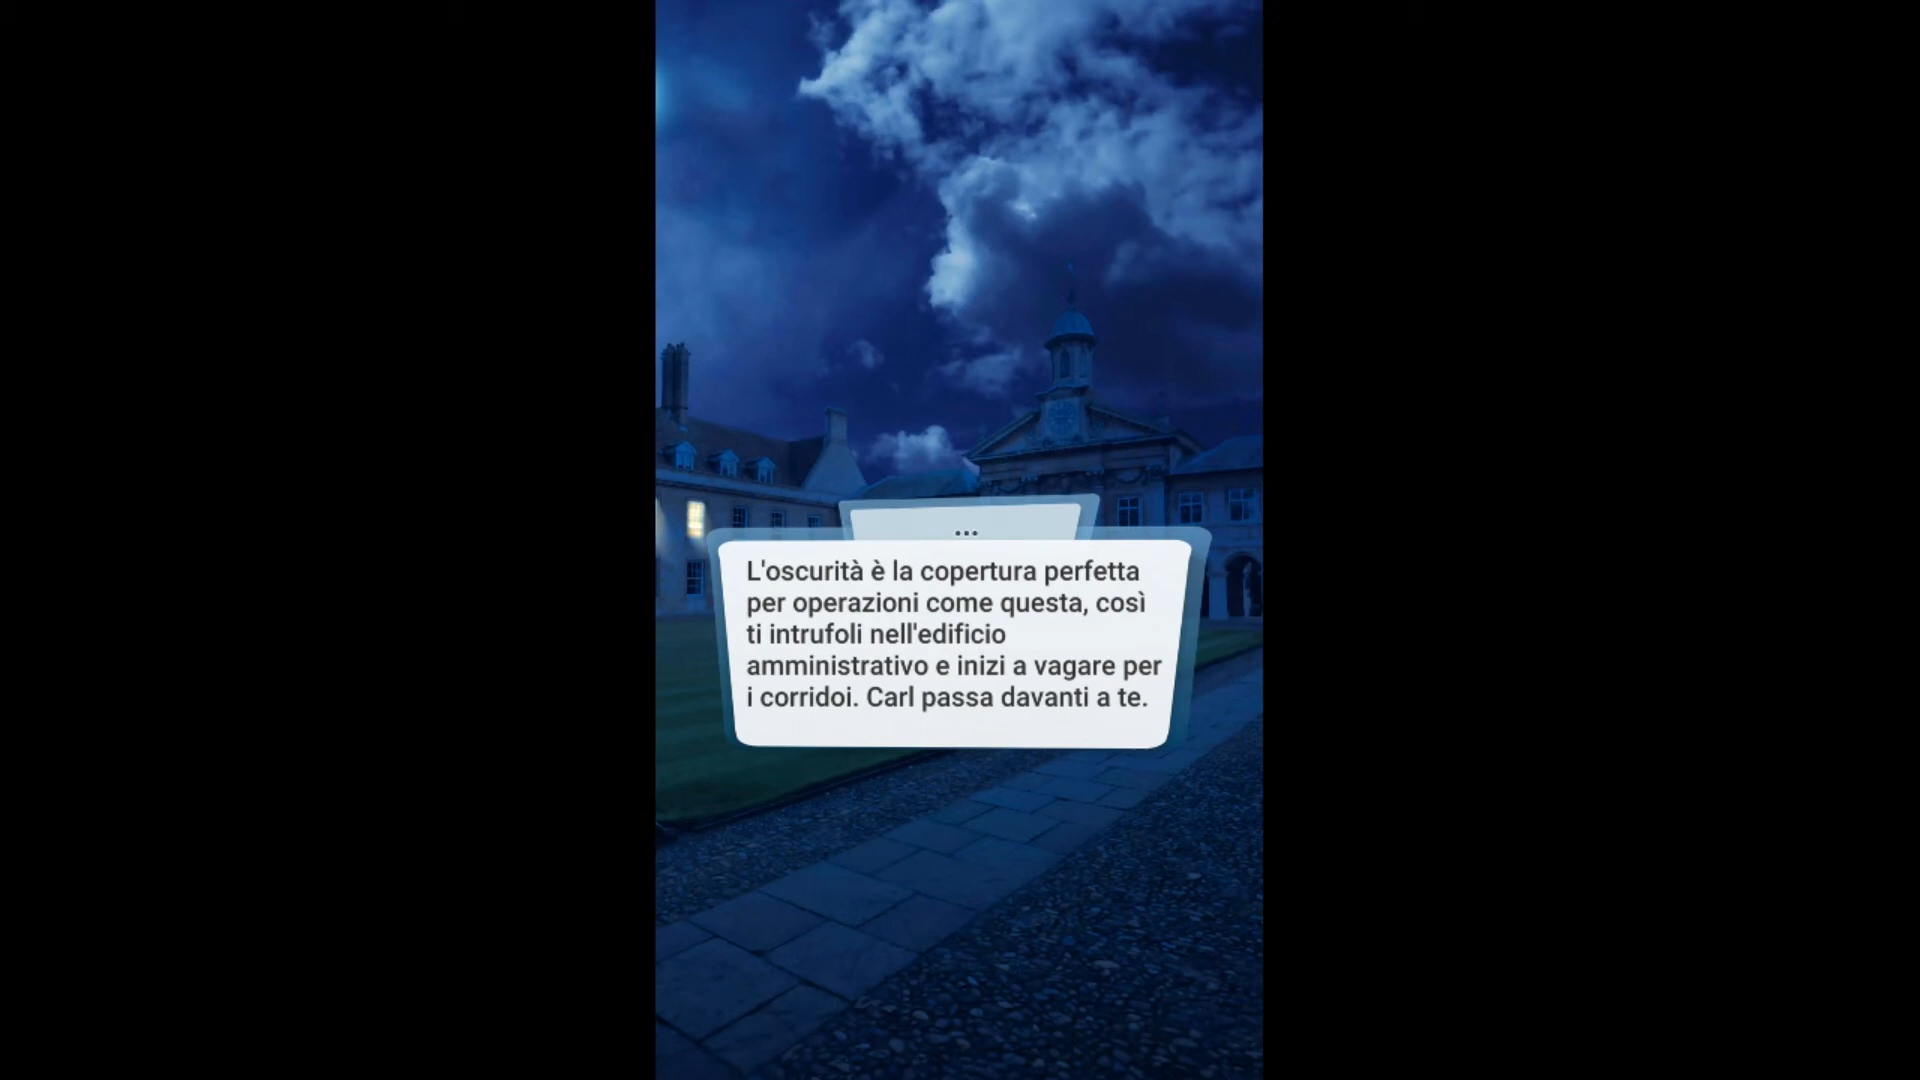 ...
L'oscurità è la copertura perfetta
per operazioni come questa, così
ti intrufoli nell'edificio
amministrativo e inizi a vagare per
i corridoi. Carl passa davanti a te.